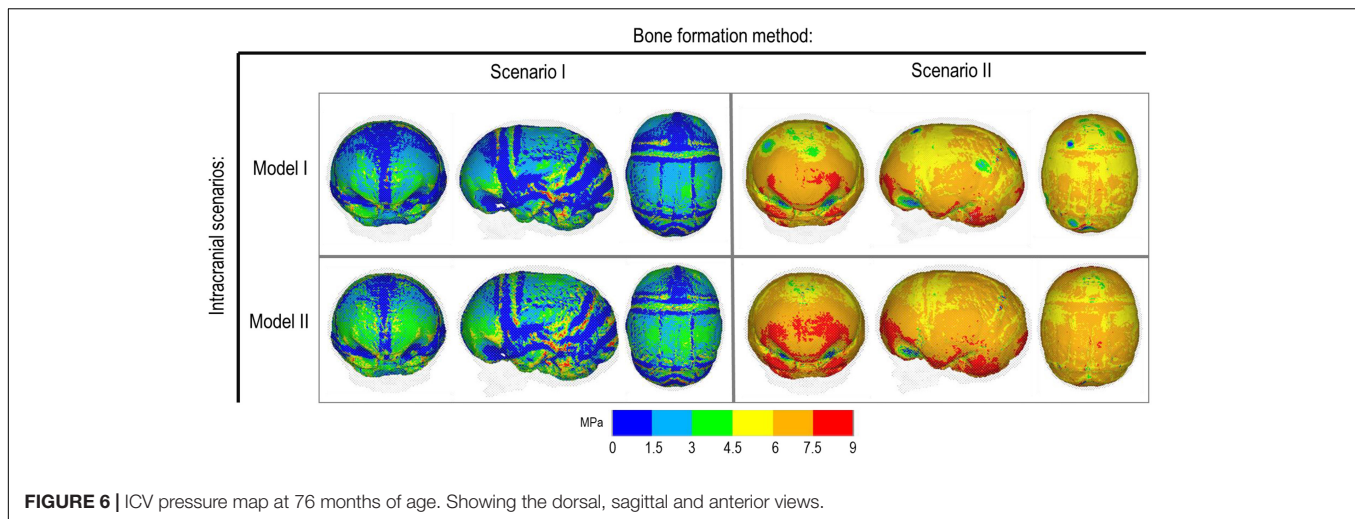 Bone formation method:
Scenario I
Scenario II
Intracranial scenarios:
Model I
Model II
MPa
0 1.5 3 4.5 6 7.5 9
FIGURE 6 | ICV pressure map at 76 months of age. Showing the dorsal, sagittal and anterior views.